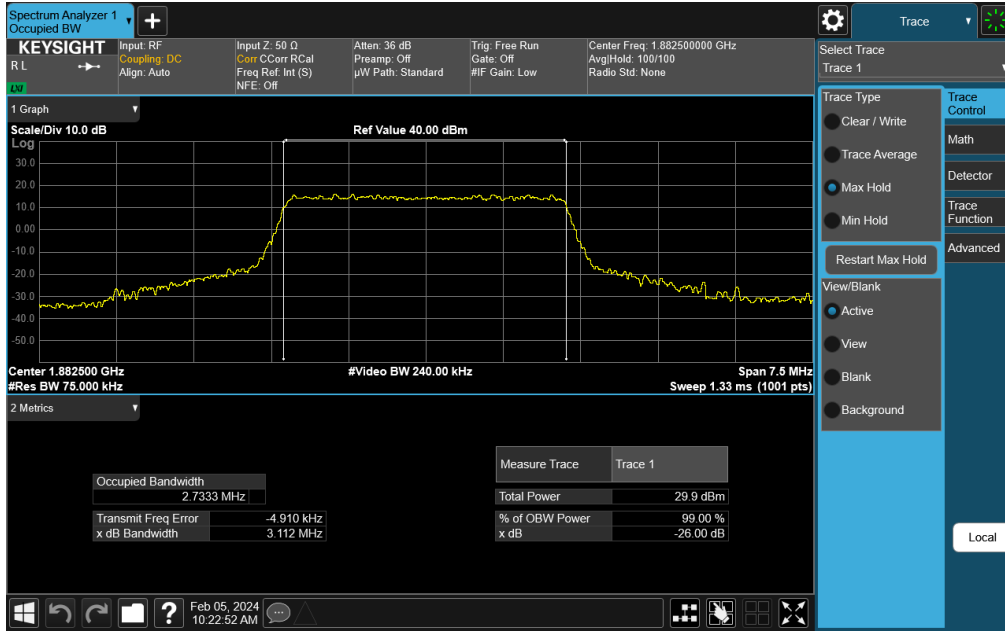 Spectrum Analyzer 1
Occupied BW
Trace
KEYSIGHT
R L
LXI
Input: RF
Coupling: DC
Align: Auto
Input Z: 50 Ω
Corr CCorr RCal
Freq Ref: Int (S)
NFE: Off
Atten: 36 dB
Preamp: Off
µW Path: Standard
Trig: Free Run
Gate: Off
#IF Gain: Low
Center Freq: 1.882500000 GHz
Avg|Hold: 100/100
Radio Std: None
Select Trace
Trace 1
1 Graph
Scale/Div 10.0 dB
Ref Value 40.00 dBm
Log
30.0
20.0
10.0
0.00
-10.0
-20.0
-30.0
-40.0
-50.0
Center 1.882500 GHz
#Video BW 240.00 kHz
Span 7.5 MHz
#Res BW 75.000 kHz
Sweep 1.33 ms (1001 pts)
2 Metrics
Occupied Bandwidth
2.7333 MHz
Transmit Freq Error -4.910 kHz
x dB Bandwidth 3.112 MHz
Measure Trace Trace 1
Total Power 29.9 dBm
% of OBW Power 99.00 %
x dB -26.00 dB
Trace Type
Clear / Write
Trace Average
Max Hold
Min Hold
Restart Max Hold
View/Blank
Active
View
Blank
Background
Trace
Control
Math
Detector
Trace
Function
Advanced
Local
?
Feb 05, 2024
10:22:52 AM